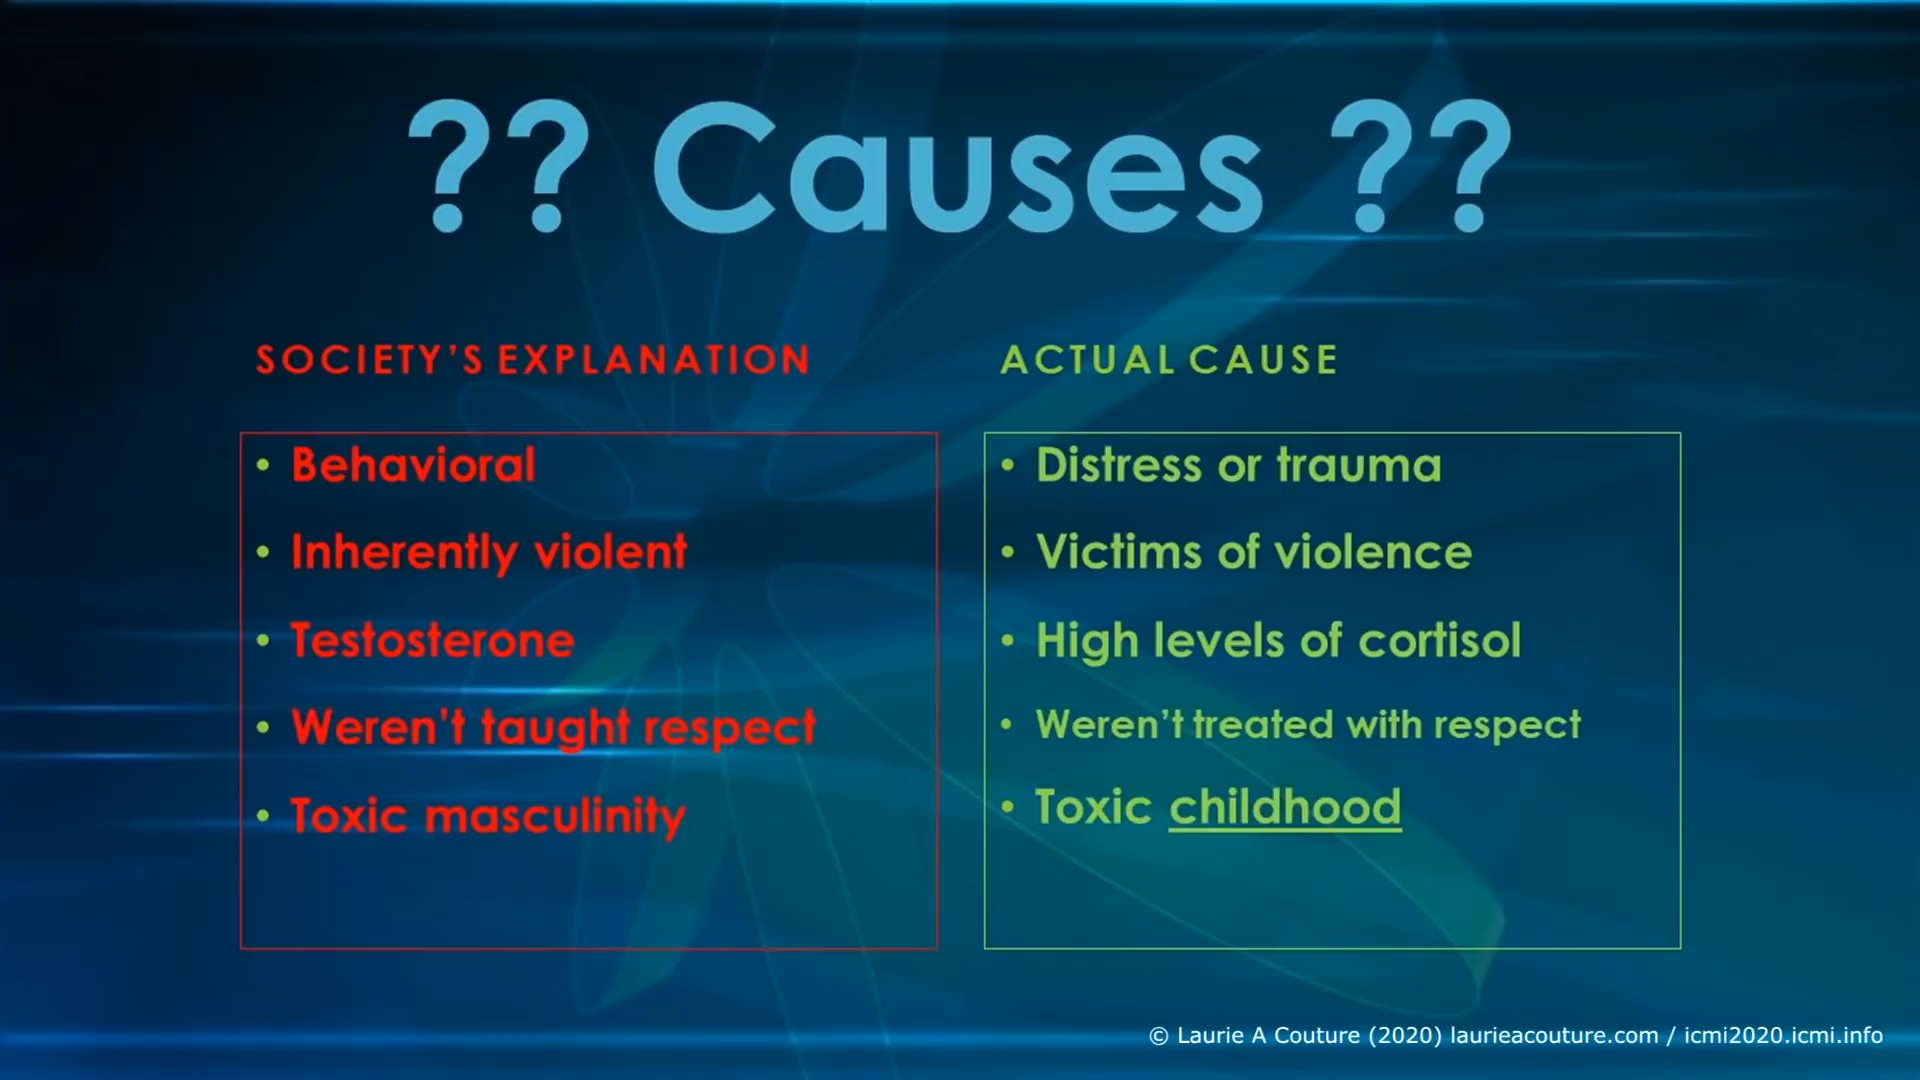 ?? Causes ??
SOCIETY'S EXPLANATION
• Behavioral
• Inherently violent
• Testosterone
• Weren't taught respect
• Toxic masculinity
ACTUAL CAUSE
• Distress or trauma
• Victims of violence
• High levels of cortisol
• Weren't treated with respect
• Toxic childhood
© Laurie A Couture (2020) laurieacouture.com / icmi2020.icmi.info